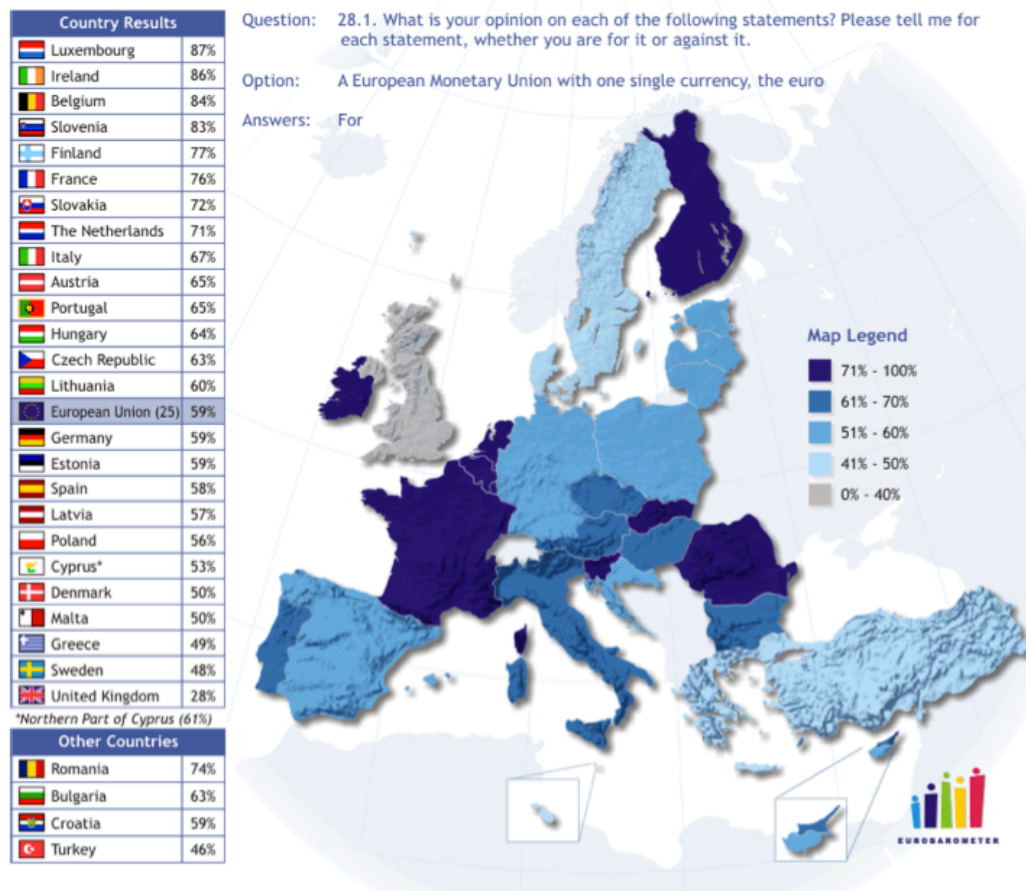 Country Results
Luxembourg 87%
Ireland 86%
Belgium 84%
Slovenia 83%
Finland 77%
France 76%
Slovakia 72%
The Netherlands 71%
Italy 67%
Austria 65%
Portugal 65%
Hungary 64%
Czech Republic 63%
Lithuania 60%
European Union (25) 59%
Germany 59%
Estonia 59%
Spain 58%
Latvia 57%
Poland 56%
Cyprus* 53%
Denmark 50%
Malta 50%
Greece 49%
Sweden 48%
United Kingdom 28%
*Northern Part of Cyprus (61%)
Other Countries
Romania 74%
Bulgaria 63%
Croatia 59%
Turkey 46%
Question: 28.1. What is your opinion on each of the following statements? Please tell me for
each statement, whether you are for it or against it.
Option: A European Monetary Union with one single currency, the euro
Answers: For
Map Legend
71% - 100%
61% - 70%
51% - 60%
41% - 50%
0% - 40%
EUROBAROMETER